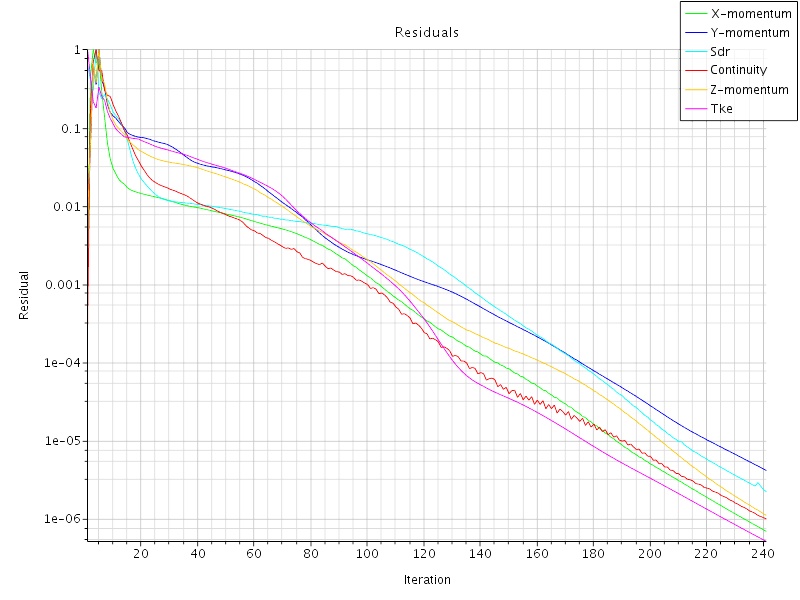 Residuals
X-momentum
Y-momentum
Sdr
Continuity
Z-momentum
Tke
1
0.1
0.01
0.001
1e-04
1e-05
1e-06
Residual
20 40 60 80 100 120 140 160 180 200 220 240
Iteration